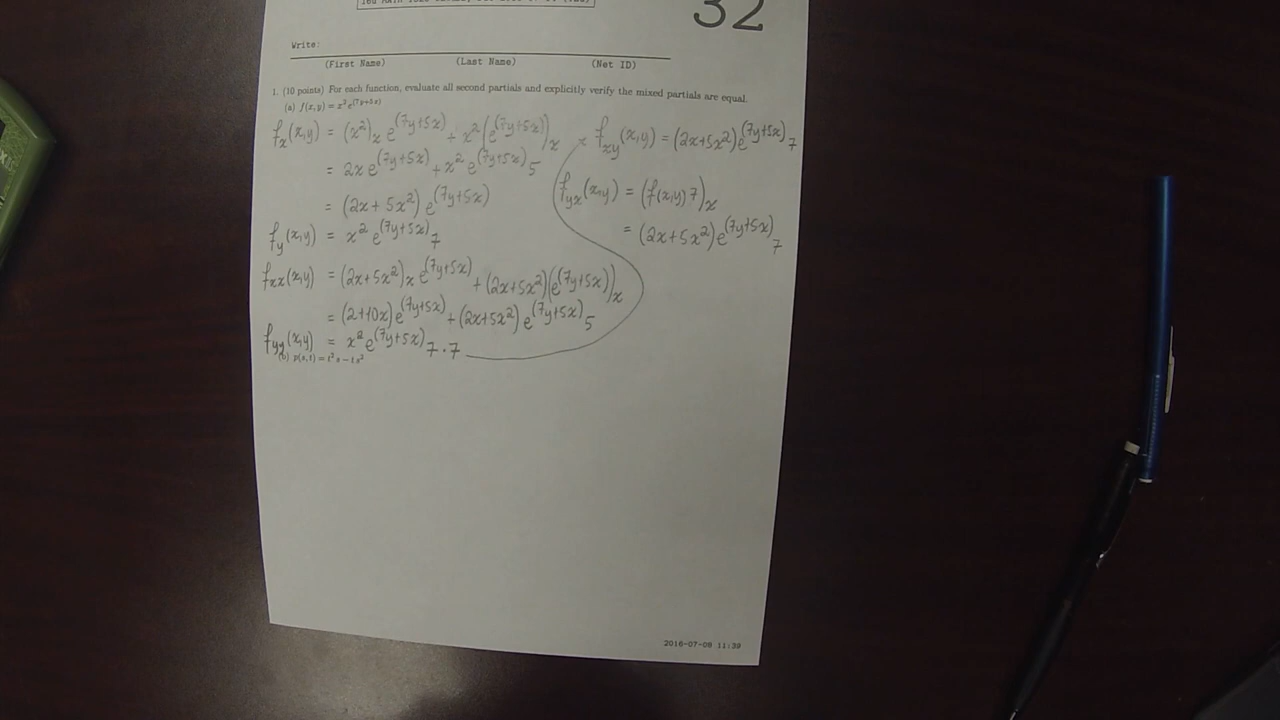 32
Write:
(First Name) (Last Name) (Net ID)
1. (10 points) For each function, evaluate all second partials and explicitly verify the mixed partials are equal.
(a) f(x,y) = x²e^(7y+5x)
f_x(x,y) = (x²)_x e^(7y+5x) + x²(e^(7y+5x))_x
= 2x e^(7y+5x) + x² e^(7y+5x) 5
= (2x + 5x²) e^(7y+5x)
f_y(x,y) = x² e^(7y+5x) 7
f_xx(x,y) = (2x+5x²)_x e^(7y+5x) + (2x+5x²)(e^(7y+5x))_x
= (2+10x) e^(7y+5x) + (2x+5x²) e^(7y+5x) 5
f_yy(x,y) = x² e^(7y+5x) 7·7
f_xy(x,y) = (2x+5x²)e^(7y+5x) 7
f_yx(x,y) = (f(x,y) 7)_x
= (2x+5x²)e^(7y+5x) 7
2016-07-08 11:39